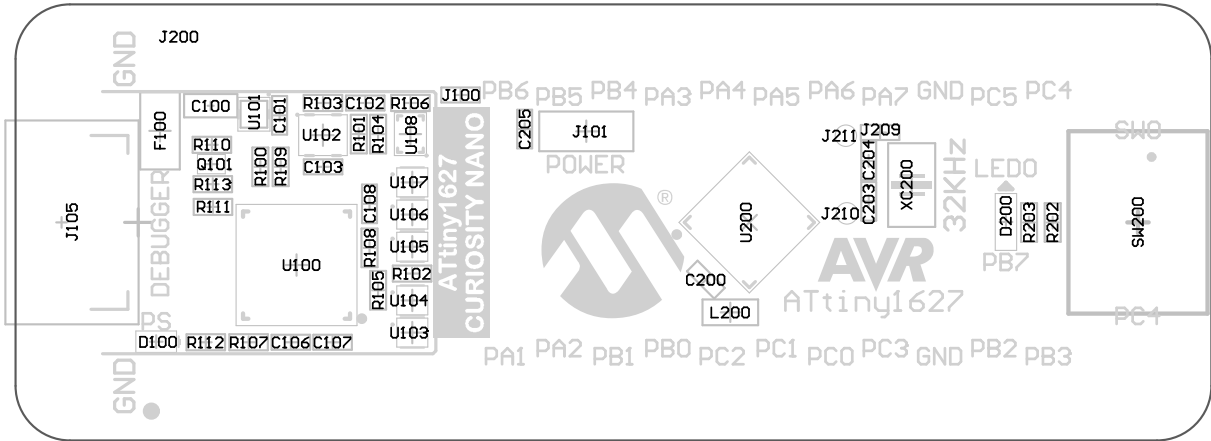 GND
J200
C100
U101
C101
R103
C102
R106
J100
PB6
PB5
PB4
PA3
PA4
PA5
PA6
PA7
GND
PC5
PC4
F100
R110
Q101
R113
R111
R100
R109
U102
C103
R101
R104
U108
C205
J101
POWER
J211
J209
C204
C203
J210
XC200
32KHz
LED0
D200
PB7
R203
R202
SW0
SW200
PC4
J105
DEBUGGER
PS
D100
U100
C108
R108
R105
U107
U106
U105
R102
U104
U103
ATtiny1627
CURIOSITY NANO
®
U200
C200
L200
AVR
ATtiny1627
R112
R107
C106
C107
PA1
PA2
PB1
PB0
PC2
PC1
PC0
PC3
GND
PB2
PB3
GND